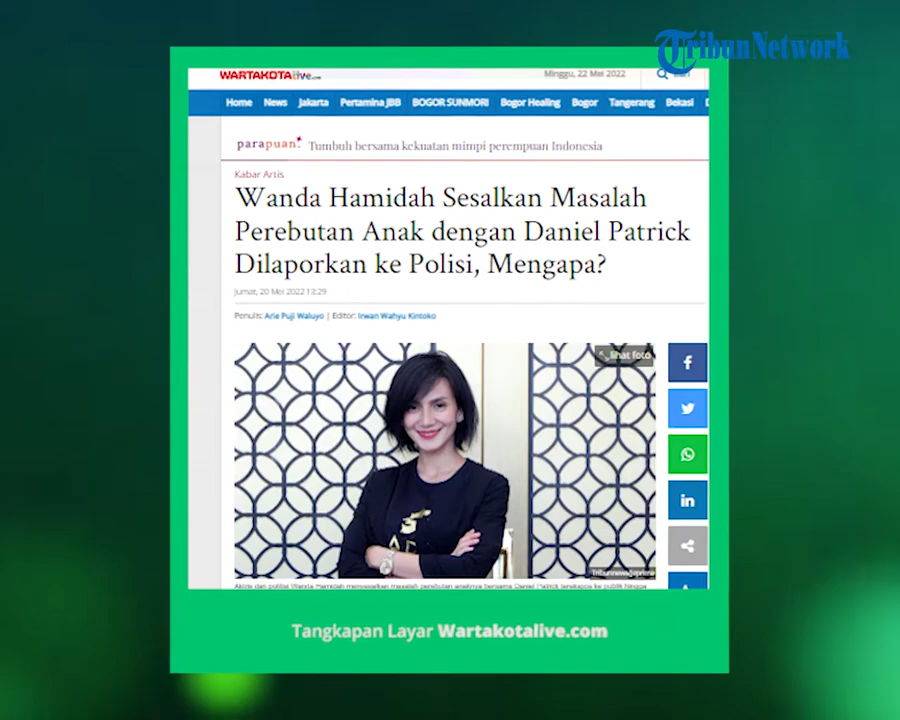 TribunNetwork
WARTAKOTAlive.com
Minggu, 22 Mei 2022
Home News Jakarta Pertamina JBB BOGOR SUNMORI Bogor Healing Bogor Tangerang Bekasi
parapuan. Tumbuh bersama kekuatan mimpi perempuan Indonesia
Kabar Artis
Wanda Hamidah Sesalkan Masalah
Perebutan Anak dengan Daniel Patrick
Dilaporkan ke Polisi, Mengapa?
Jumat, 20 Mei 2022 13:29
Penulis: Arie Puji Waluyo | Editor: Irwan Wahyu Kintoko
lihat foto
Tangkapan Layar Wartakotalive.com